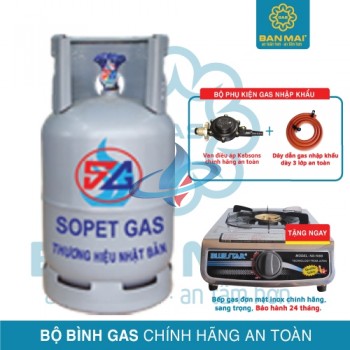 BAN MAI
BỘ PHỤ KIỆN GAS NHẬP KHẨU
Van điều áp Kebsons
chính hãng an toàn
Dây dẫn gas nhập khẩu
dày 3 lớp an toàn
SOPET GAS
THƯƠNG HIỆU NHẬT BẢN
TẶNG NGAY
BLUESTAR
Bếp gas đơn mặt inox chính hãng,
sang trọng, Bảo hành 24 tháng.
BỘ BÌNH GAS CHÍNH HÃNG AN TOÀN